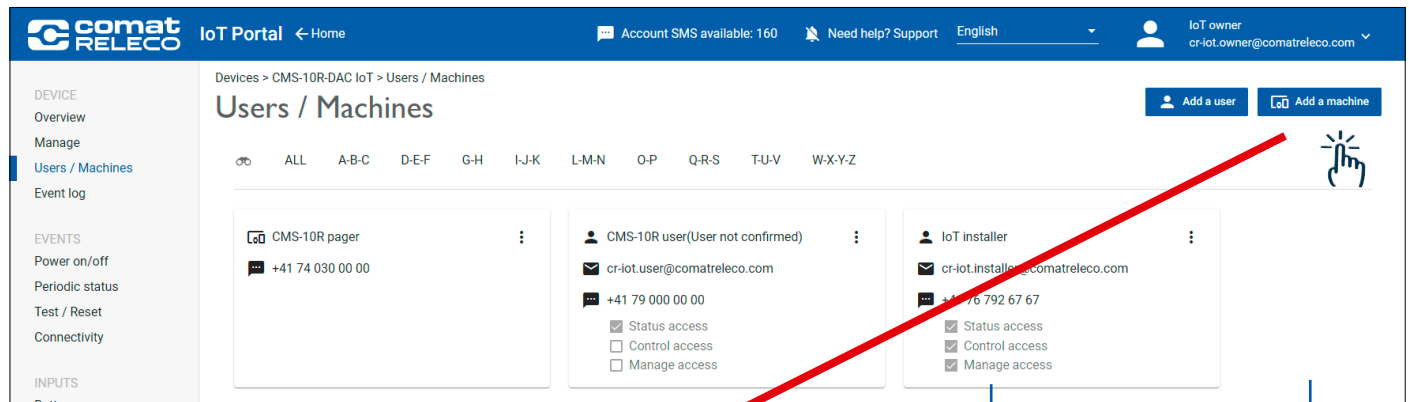 comat
RELECO
IoT Portal Home
Account SMS available: 160
Need help? Support
English
IoT owner
cr-iot.owner@comatreleco.com
DEVICE
Overview
Manage
Users / Machines
Event log
EVENTS
Power on/off
Periodic status
Test / Reset
Connectivity
INPUTS
Devices > CMS-10R-DAC IoT > Users / Machines
Users / Machines
Add a user
Add a machine
ALL A-B-C D-E-F G-H I-J-K L-M-N O-P Q-R-S T-U-V W-X-Y-Z
CMS-10R pager
+41 74 030 00 00
CMS-10R user(User not confirmed)
cr-iot.user@comatreleco.com
+41 79 000 00 00
Status access
Control access
Manage access
IoT installer
cr-iot.installer@comatreleco.com
76 792 67 67
Status access
Control access
Manage access